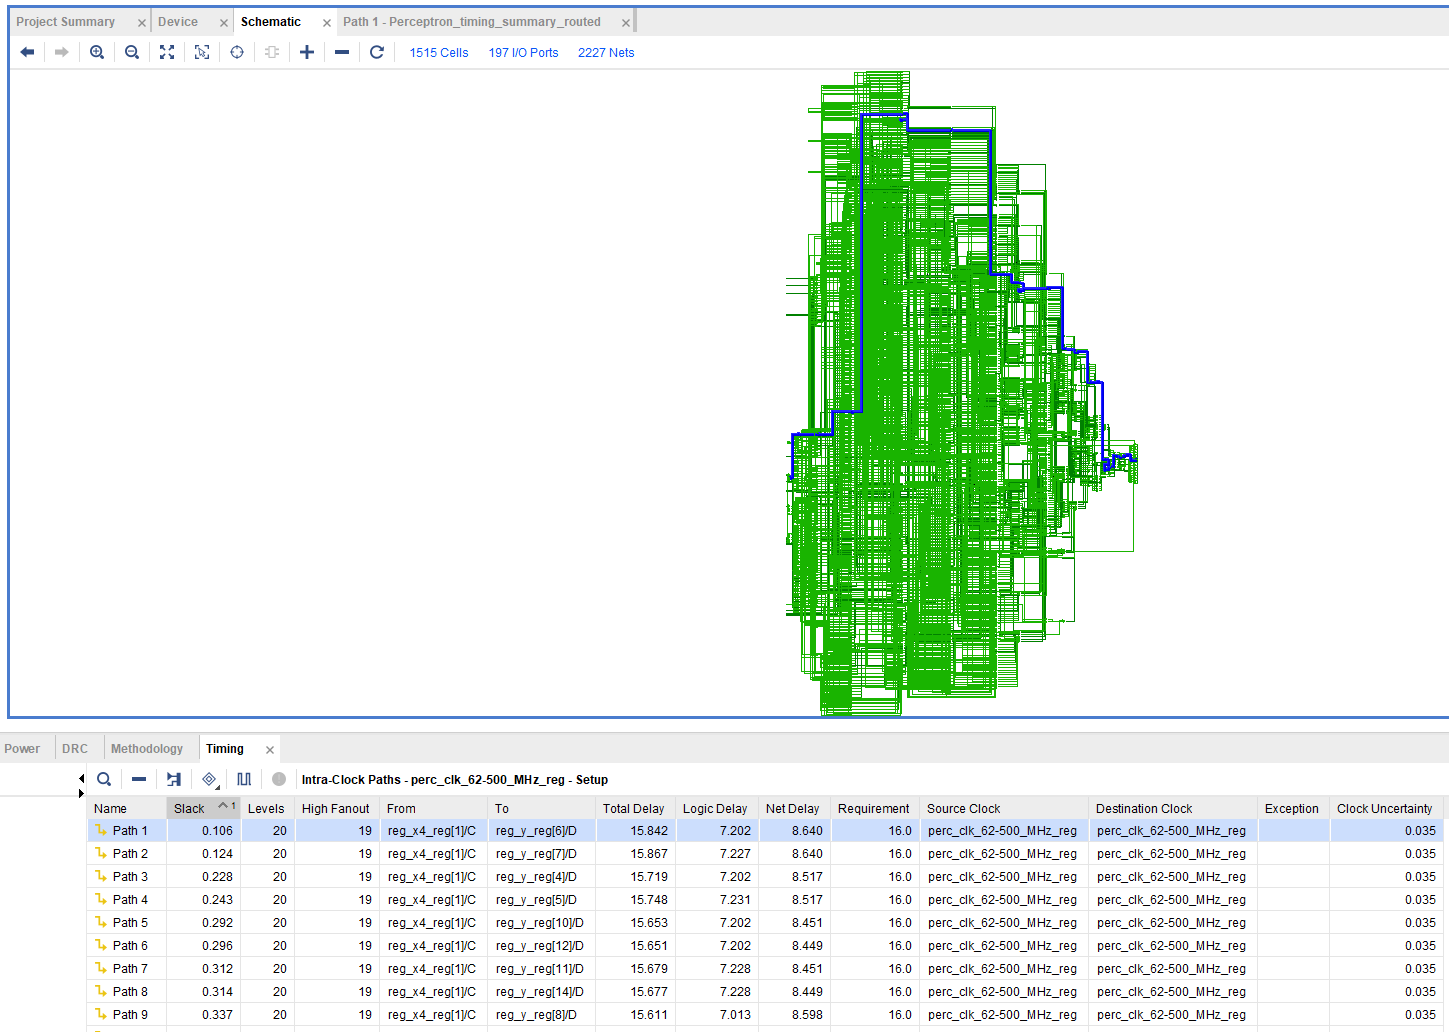 Project Summary Device Schematic Path 1 - Perceptron_timing_summary_routed
1515 Cells 197 I/O Ports 2227 Nets
Power DRC Methodology Timing
Intra-Clock Paths - perc_clk_62-500_MHz_reg - Setup
Name Slack 1 Levels High Fanout From To Total Delay Logic Delay Net Delay Requirement Source Clock Destination Clock Exception Clock Uncertainty
Path 1 0.106 20 19 reg_x4_reg[1]/C reg_y_reg[6]/D 15.842 7.202 8.640 16.0 perc_clk_62-500_MHz_reg perc_clk_62-500_MHz_reg 0.035
Path 2 0.124 20 19 reg_x4_reg[1]/C reg_y_reg[7]/D 15.867 7.227 8.640 16.0 perc_clk_62-500_MHz_reg perc_clk_62-500_MHz_reg 0.035
Path 3 0.228 20 19 reg_x4_reg[1]/C reg_y_reg[4]/D 15.719 7.202 8.517 16.0 perc_clk_62-500_MHz_reg perc_clk_62-500_MHz_reg 0.035
Path 4 0.243 20 19 reg_x4_reg[1]/C reg_y_reg[5]/D 15.748 7.231 8.517 16.0 perc_clk_62-500_MHz_reg perc_clk_62-500_MHz_reg 0.035
Path 5 0.292 20 19 reg_x4_reg[1]/C reg_y_reg[10]/D 15.653 7.202 8.451 16.0 perc_clk_62-500_MHz_reg perc_clk_62-500_MHz_reg 0.035
Path 6 0.296 20 19 reg_x4_reg[1]/C reg_y_reg[12]/D 15.651 7.202 8.449 16.0 perc_clk_62-500_MHz_reg perc_clk_62-500_MHz_reg 0.035
Path 7 0.312 20 19 reg_x4_reg[1]/C reg_y_reg[11]/D 15.679 7.228 8.451 16.0 perc_clk_62-500_MHz_reg perc_clk_62-500_MHz_reg 0.035
Path 8 0.314 20 19 reg_x4_reg[1]/C reg_y_reg[14]/D 15.677 7.228 8.449 16.0 perc_clk_62-500_MHz_reg perc_clk_62-500_MHz_reg 0.035
Path 9 0.337 20 19 reg_x4_reg[1]/C reg_y_reg[8]/D 15.611 7.013 8.598 16.0 perc_clk_62-500_MHz_reg perc_clk_62-500_MHz_reg 0.035